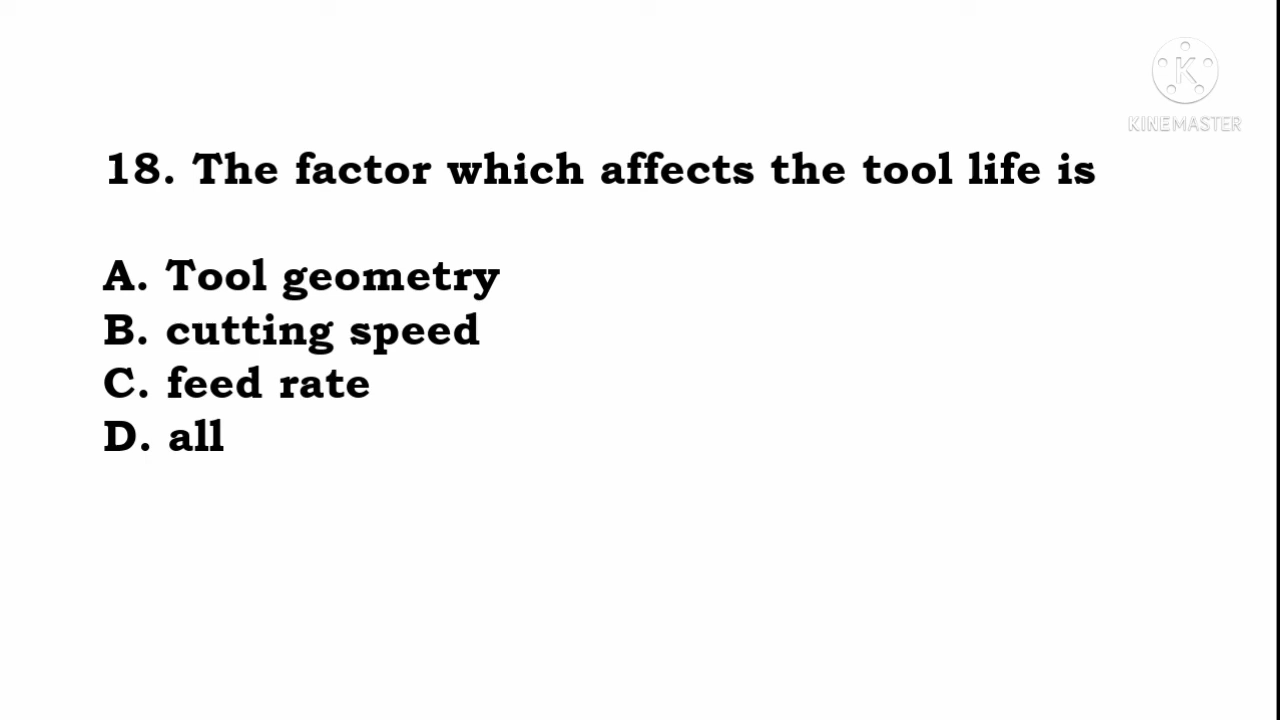 KINEMASTER
18. The factor which affects the tool life is
A. Tool geometry
B. cutting speed
C. feed rate
D. all